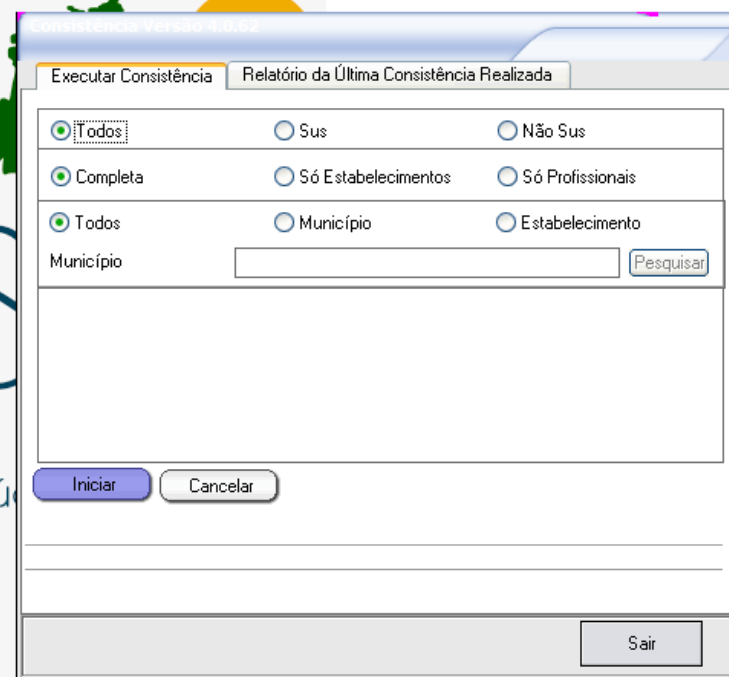 Consistência Versão 4.0.62
Executar Consistência Relatório da Última Consistência Realizada
Todos Sus Não Sus
Completa Só Estabelecimentos Só Profissionais
Todos Município Estabelecimento
Município Pesquisar
Iniciar Cancelar
Sair